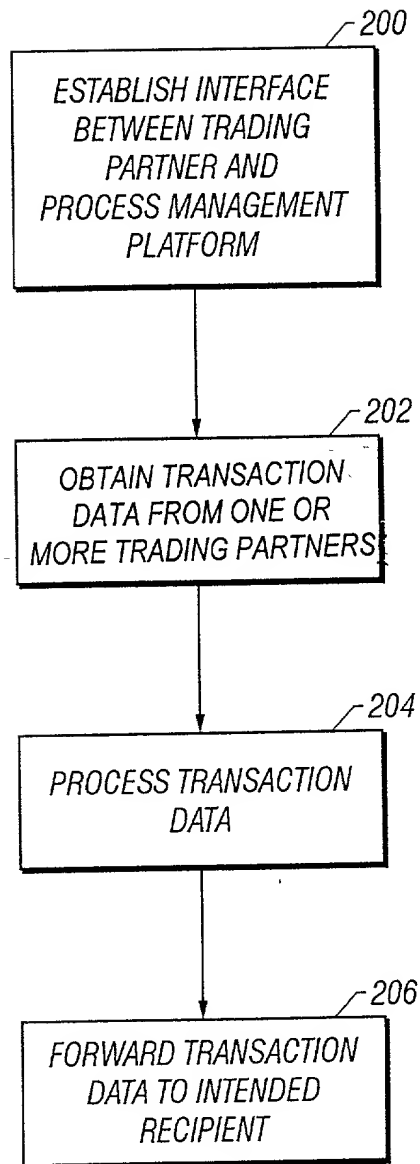 200
ESTABLISH INTERFACE
BETWEEN TRADING
PARTNER AND
PROCESS MANAGEMENT
PLATFORM
202
OBTAIN TRANSACTION
DATA FROM ONE OR
MORE TRADING PARTNERS
204
PROCESS TRANSACTION
DATA
206
FORWARD TRANSACTION
DATA TO INTENDED
RECIPIENT